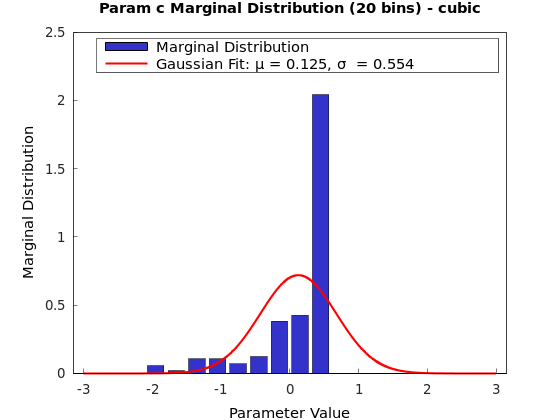 Param c Marginal Distribution (20 bins) - cubic
2.5
Marginal Distribution
Gaussian Fit: μ = 0.125, σ  = 0.554
2
1.5
1
0.5
0
Marginal Distribution
-3
-2
-1
0
1
2
3
Parameter Value